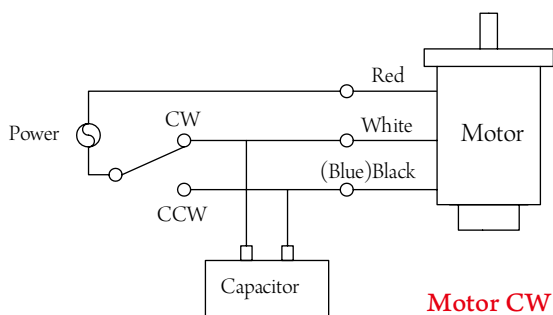 Red
Power
CW
White
Motor
(Blue)Black
CCW
Capacitor
Motor CW